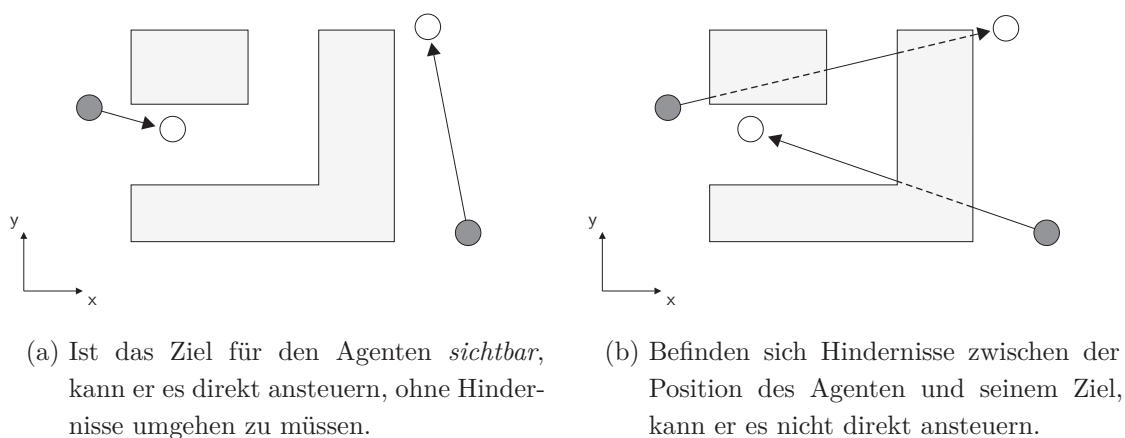 y
x
y
x
(a) Ist das Ziel für den Agenten sichtbar,
kann er es direkt ansteuern, ohne Hinder-
nisse umgehen zu müssen.
(b) Befinden sich Hindernisse zwischen der
Position des Agenten und seinem Ziel,
kann er es nicht direkt ansteuern.